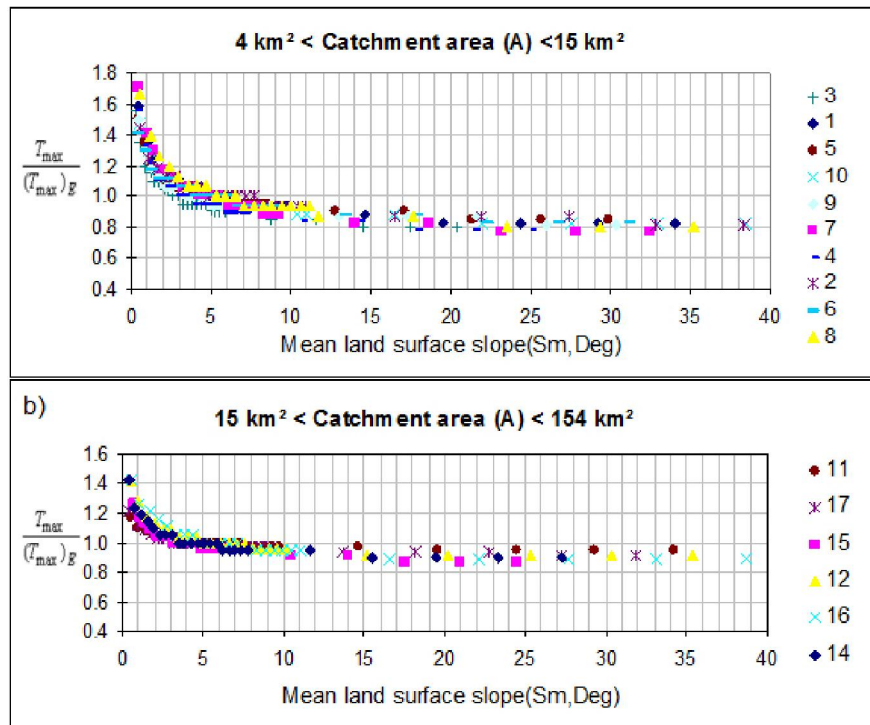 4 km² < Catchment area (A) <15 km²
1.8
1.6
1.4
1.2
1.0
0.8
0.6
0.4
T max
(T max) E
0 5 10 15 20 25 30 35 40
Mean land surface slope(Sm,Deg)
3
1
5
10
9
7
4
2
6
8
b)
15 km² < Catchment area (A) < 154 km²
1.6
1.4
1.2
1.0
0.8
0.6
0.4
T max
(T max) E
0 5 10 15 20 25 30 35 40
Mean land surface slope(Sm,Deg)
11
17
15
12
16
14